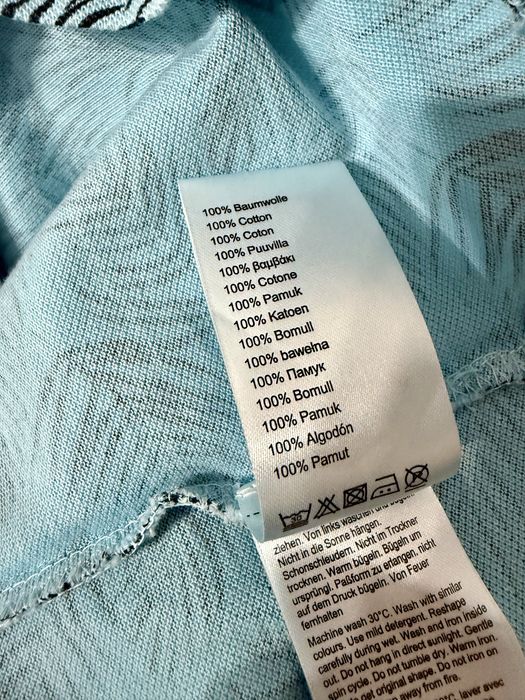 100% Baumwolle
100% Cotton
100% Coton
100% Puuvilla
100% βαμβάκι
100% Cotone
100% Pamuk
100% Katoen
100% Bomull
100% bawełna
100% Памук
100% Bomull
100% Pamuk
100% Algodón
100% Pamut
30
ziehen. Von links waschen und bügeln.
Nicht in die Sonne hängen.
Schonschleudern. Nicht im Trockner
trocknen. Warm bügeln. Bügeln um
ursprüngl. Paßform zu erlangen, nicht
auf dem Druck bügeln. Von Feuer
fernhalten
Machine wash 30°C. Wash with similar
colours. Use mild detergent. Reshape
carefully during wet. Wash and iron inside
out. Do not hang in direct sunlight. Gentle
spin cycle. Do not tumble dry. Warm iron.
to original shape. Do not iron on
away from fire.
laver avec